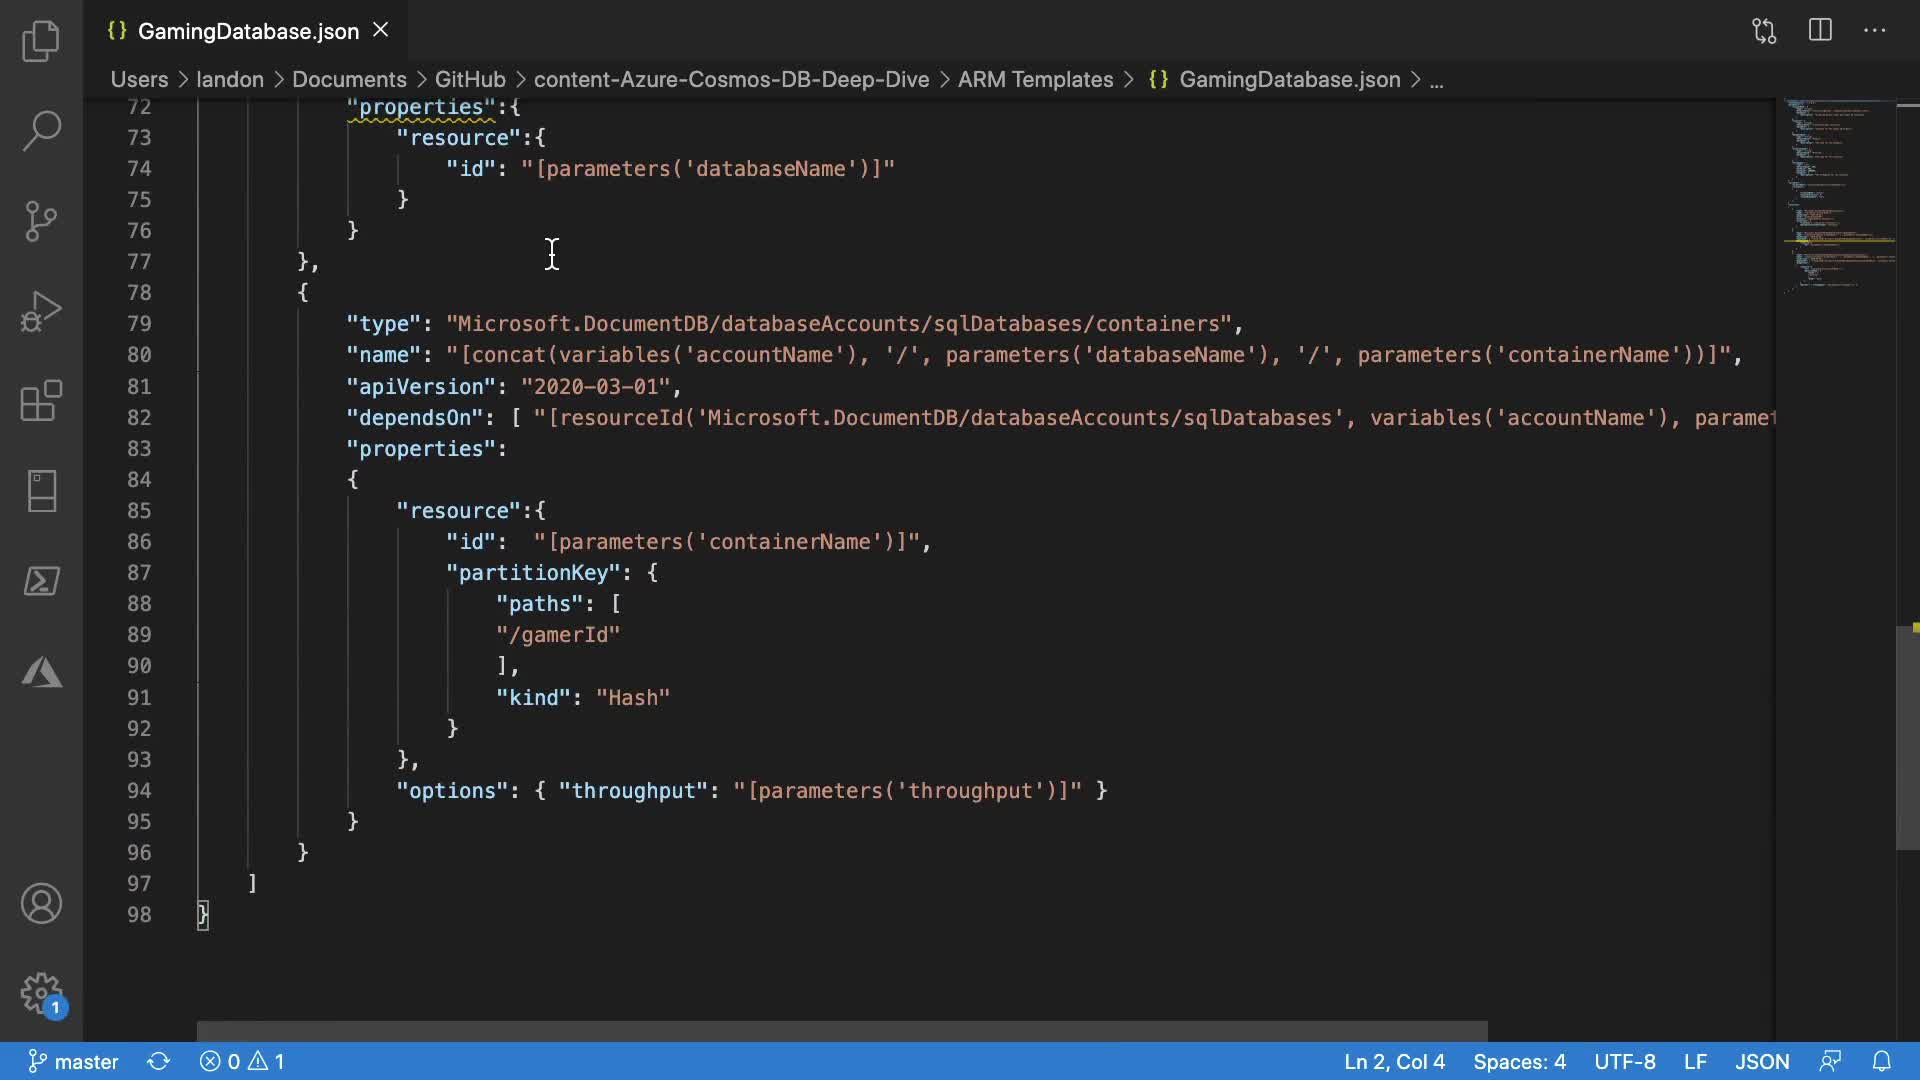 {} GamingDatabase.json
Users > landon > Documents > GitHub > content-Azure-Cosmos-DB-Deep-Dive > ARM Templates > {} GamingDatabase.json > ...
72 "properties":{
73 "resource":{
74 "id": "[parameters('databaseName')]"
75 }
76 }
77 },
78 {
79 "type": "Microsoft.DocumentDB/databaseAccounts/sqlDatabases/containers",
80 "name": "[concat(variables('accountName'), '/', parameters('databaseName'), '/', parameters('containerName'))]",
81 "apiVersion": "2020-03-01",
82 "dependsOn": [ "[resourceId('Microsoft.DocumentDB/databaseAccounts/sqlDatabases', variables('accountName'), paramet
83 "properties":
84 {
85 "resource":{
86 "id":  "[parameters('containerName')]",
87 "partitionKey": {
88 "paths": [
89 "/gamerId"
90 ],
91 "kind": "Hash"
92 }
93 },
94 "options": { "throughput": "[parameters('throughput')]" }
95 }
96 }
97 ]
98 }
1
master 0 1 Ln 2, Col 4 Spaces: 4 UTF-8 LF JSON